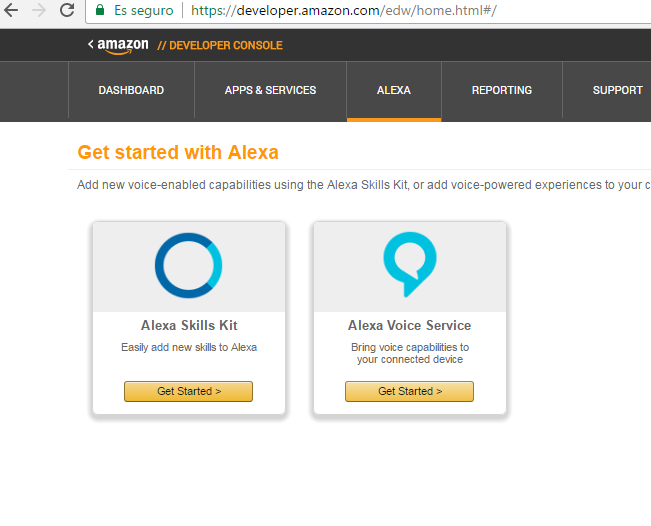 Es seguro | https://developer.amazon.com/edw/home.html#/
< amazon // DEVELOPER CONSOLE
DASHBOARD APPS & SERVICES ALEXA REPORTING SUPPORT
Get started with Alexa
Add new voice-enabled capabilities using the Alexa Skills Kit, or add voice-powered experiences to your c
Alexa Skills Kit
Easily add new skills to Alexa
Get Started >
Alexa Voice Service
Bring voice capabilities to
your connected device
Get Started >